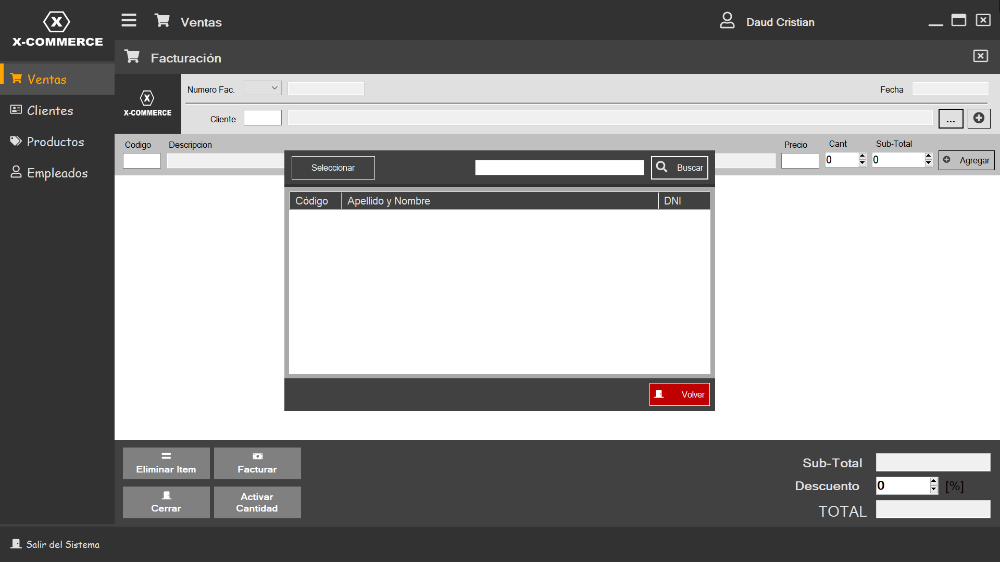 X
X-COMMERCE
Ventas
Daud Cristian
Facturación
Ventas
Clientes
Productos
Empleados
X
X-COMMERCE
Numero Fac.
Fecha
Cliente
...
Codigo
Descripcion
Precio
Cant
Sub-Total
0
0
Agregar
Seleccionar
Buscar
Código
Apellido y Nombre
DNI
Volver
Eliminar Item
Facturar
Cerrar
Activar
Cantidad
Sub-Total
Descuento
0
[%]
TOTAL
Salir del Sistema